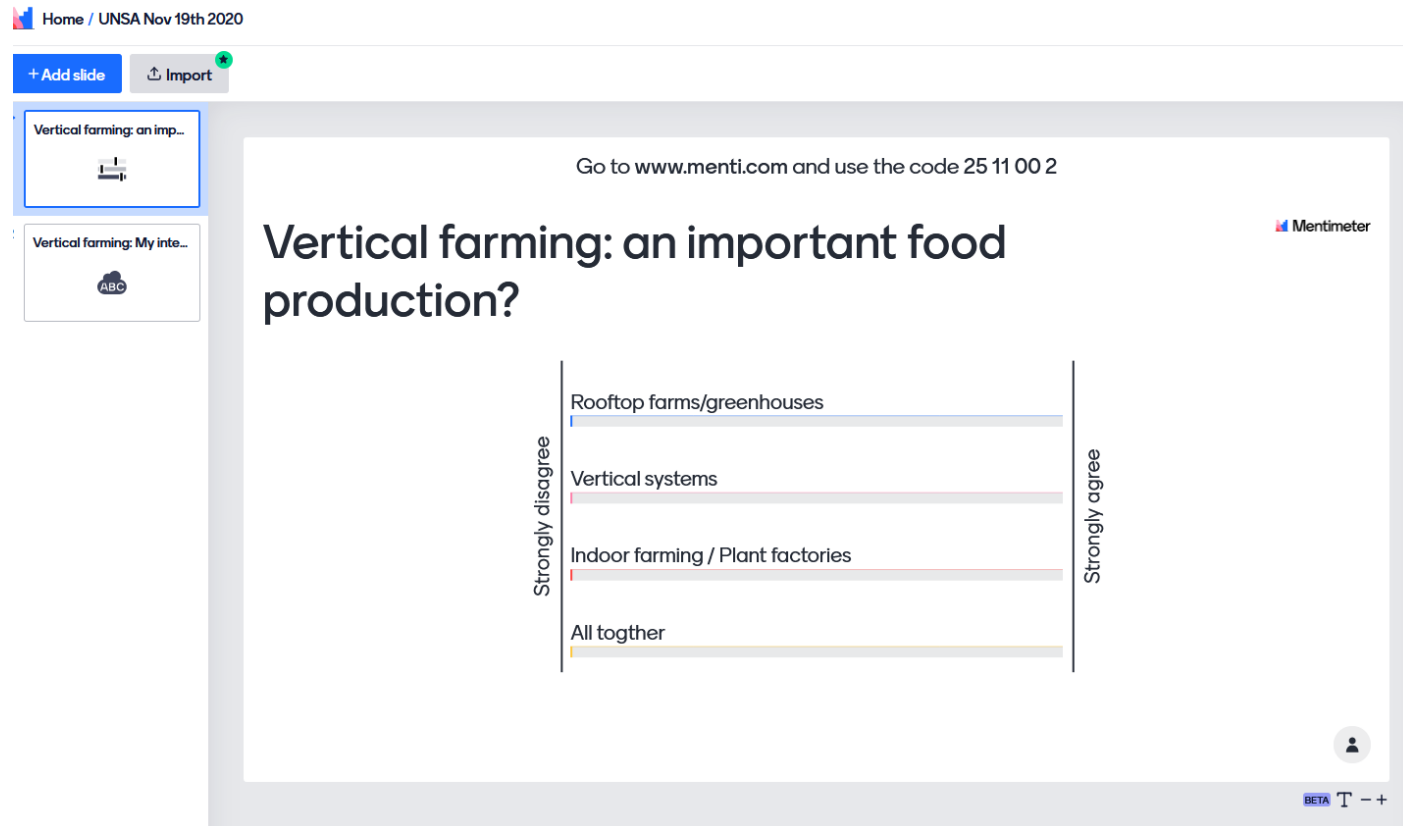 Home / UNSA Nov 19th 2020
+ Add slide
Import
Vertical farming: an imp...
Vertical farming: My inte...
ABC
Go to www.menti.com and use the code 25 11 00 2
Mentimeter
Vertical farming: an important food
production?
Strongly disagree
Rooftop farms/greenhouses
Vertical systems
Indoor farming / Plant factories
All togther
Strongly agree
BETA T − +